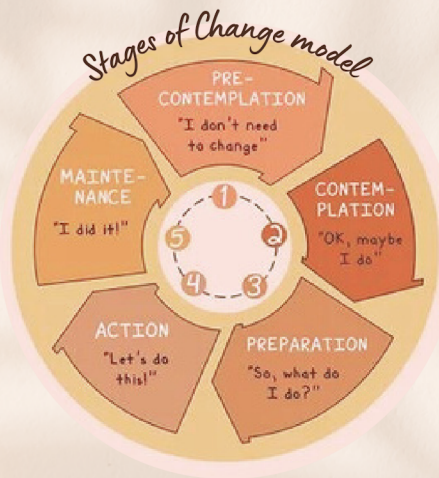 Stages of Change model
PRE-
CONTEMPLATION
"I don't need
to change"
CONTEM-
PLATION
"OK, maybe
I do"
PREPARATION
"So, what do
I do?"
ACTION
"Let's do
this!"
MAINTE-
NANCE
"I did it!"
1
2
3
4
5